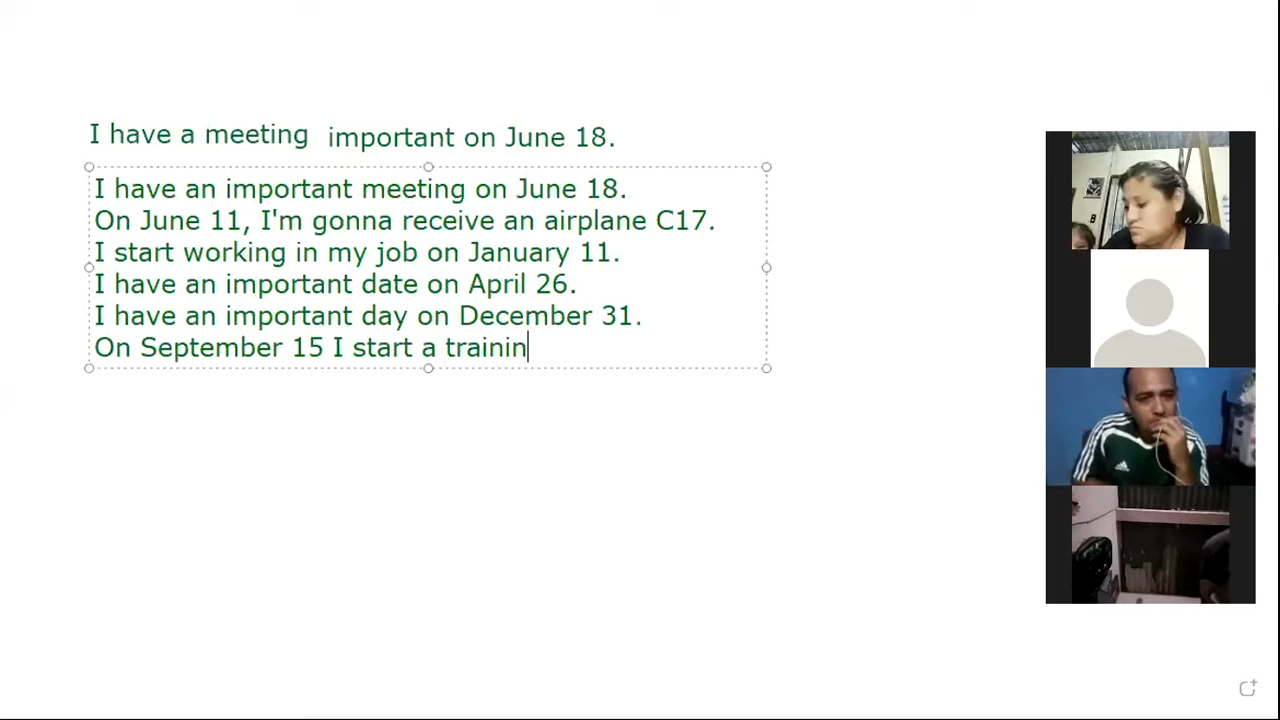 I have a meeting important on June 18.
I have an important meeting on June 18.
On June 11, I'm gonna receive an airplane C17.
I start working in my job on January 11.
I have an important date on April 26.
I have an important day on December 31.
On September 15 I start a trainin